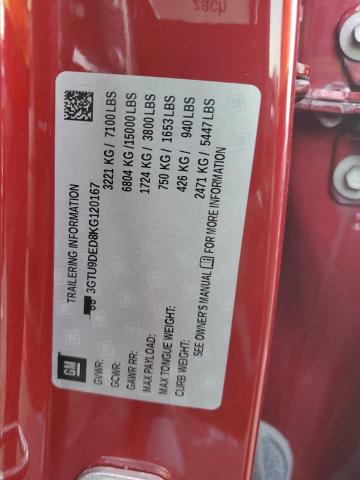 zach
GM
TRAILERING INFORMATION
3GTU9DED8KG120167
GVWR: 3221 KG / 7100 LBS
GCWR: 6804 KG /15000 LBS
GAWR RR: 1724 KG / 3800 LBS
MAX PAYLOAD: 750 KG / 1653 LBS
MAX TONGUE WEIGHT: 426 KG / 940 LBS
CURB WEIGHT: 2471 KG / 5447 LBS
SEE OWNER'S MANUAL FOR MORE INFORMATION